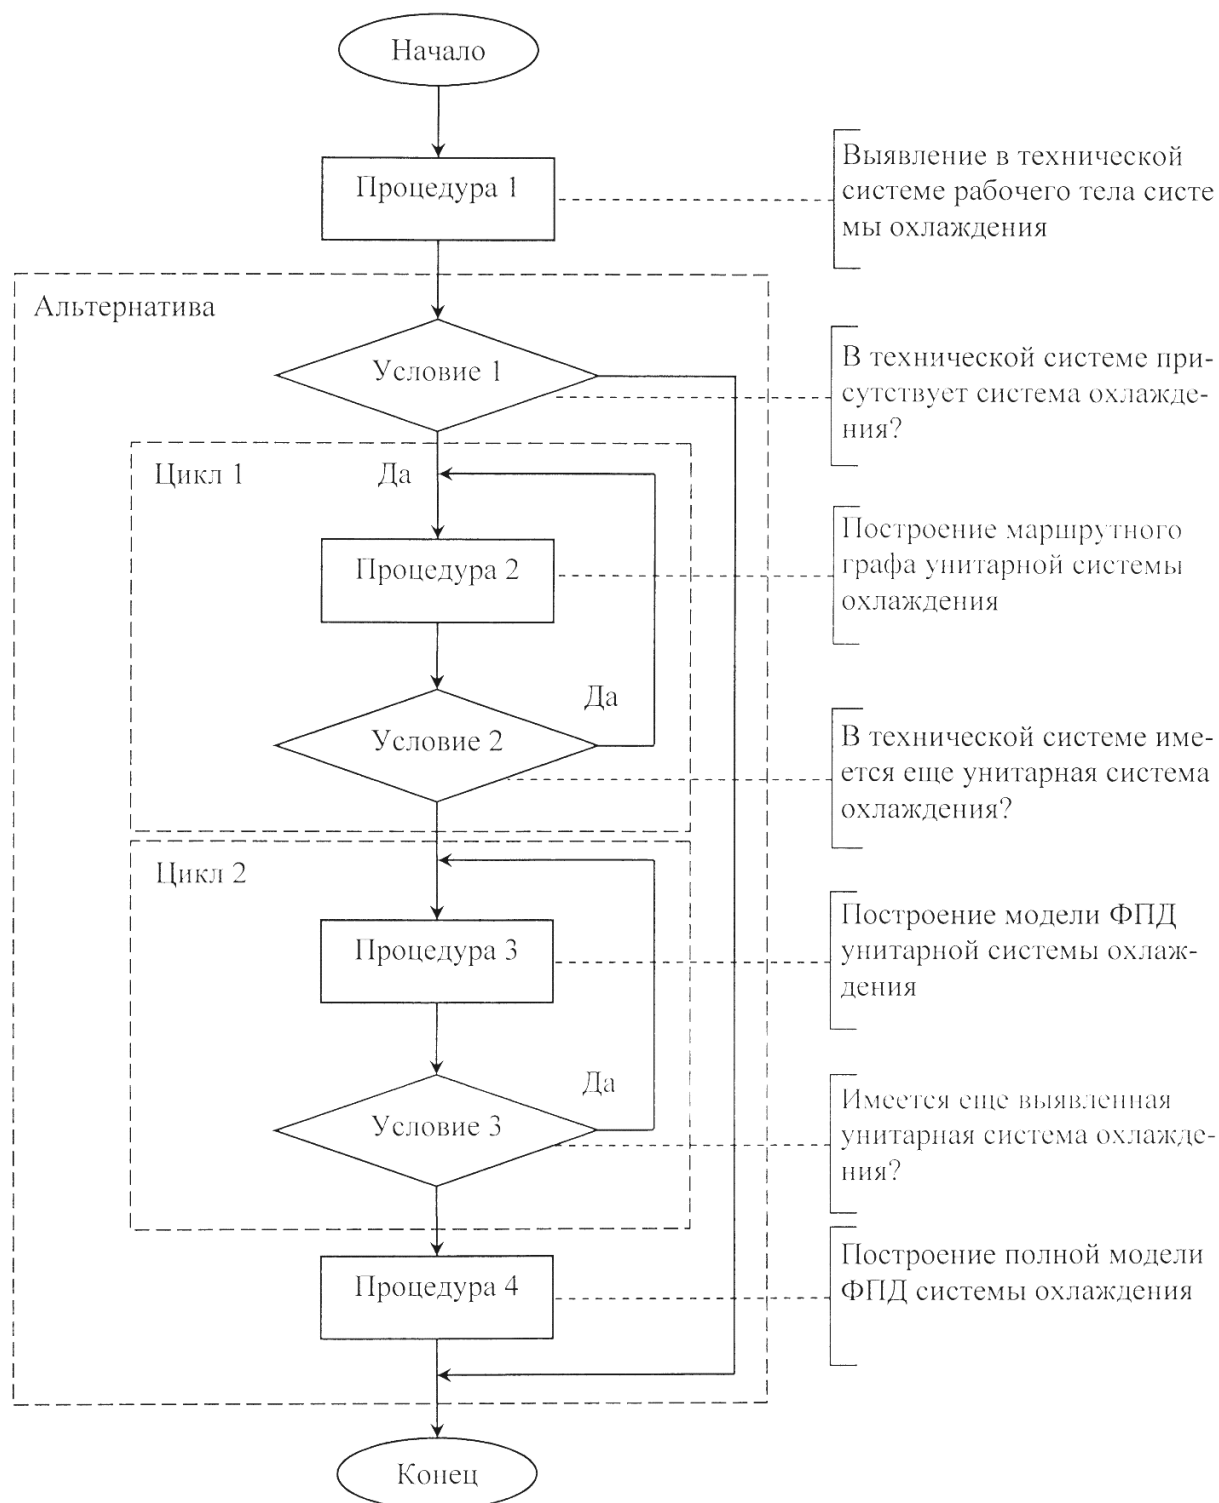 Начало
Процедура 1
Выявление в технической
системе рабочего тела систе
мы охлаждения
Альтернатива
Условие 1
В технической системе при-
сутствует система охлажде-
ния?
Цикл 1
Да
Процедура 2
Построение маршрутного
графа унитарной системы
охлаждения
Да
Условие 2
В технической системе име-
ется еще унитарная система
охлаждения?
Цикл 2
Процедура 3
Построение модели ФПД
унитарной системы охлаж-
дения
Да
Условие 3
Имеется еще выявленная
унитарная система охлажде-
ния?
Процедура 4
Построение полной модели
ФПД системы охлаждения
Конец